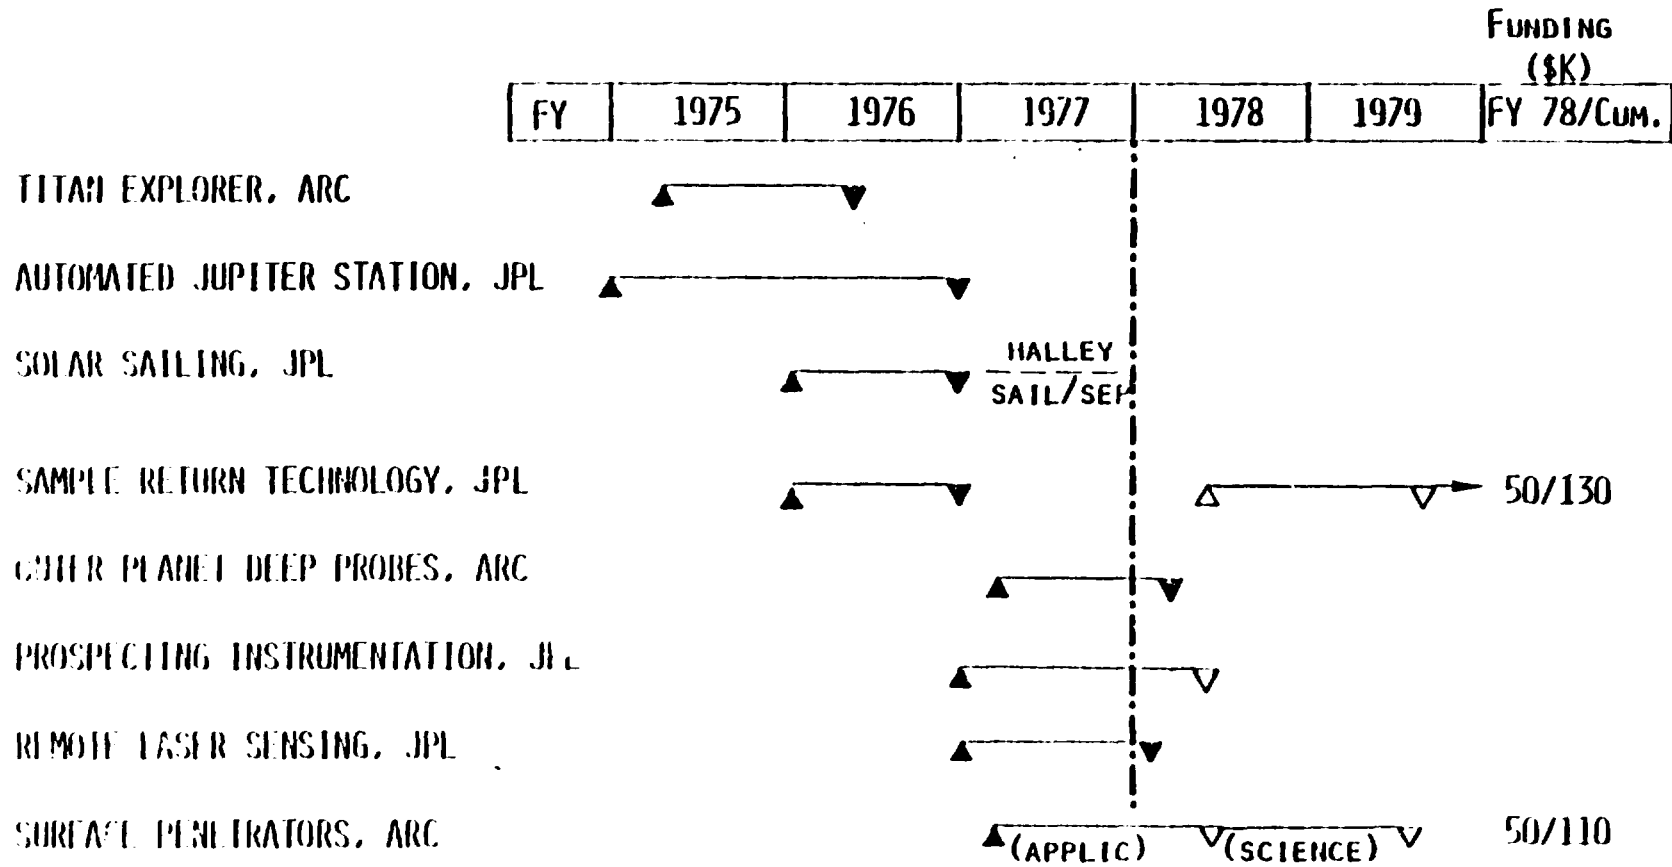 FUNDING
($K)
FY 1975 1976 1977 1978 1979 FY 78/CUM.
TITAN EXPLORER, ARC
AUTOMATED JUPITER STATION, JPL
SOLAR SAILING, JPL
HALLEY
SAIL/SEP
SAMPLE RETURN TECHNOLOGY, JPL 50/130
OUTER PLANET DEEP PROBES, ARC
PROSPECTING INSTRUMENTATION, JPL
REMOTE LASER SENSING, JPL
SURFACE PENETRATORS, ARC (APPLIC) (SCIENCE) 50/110